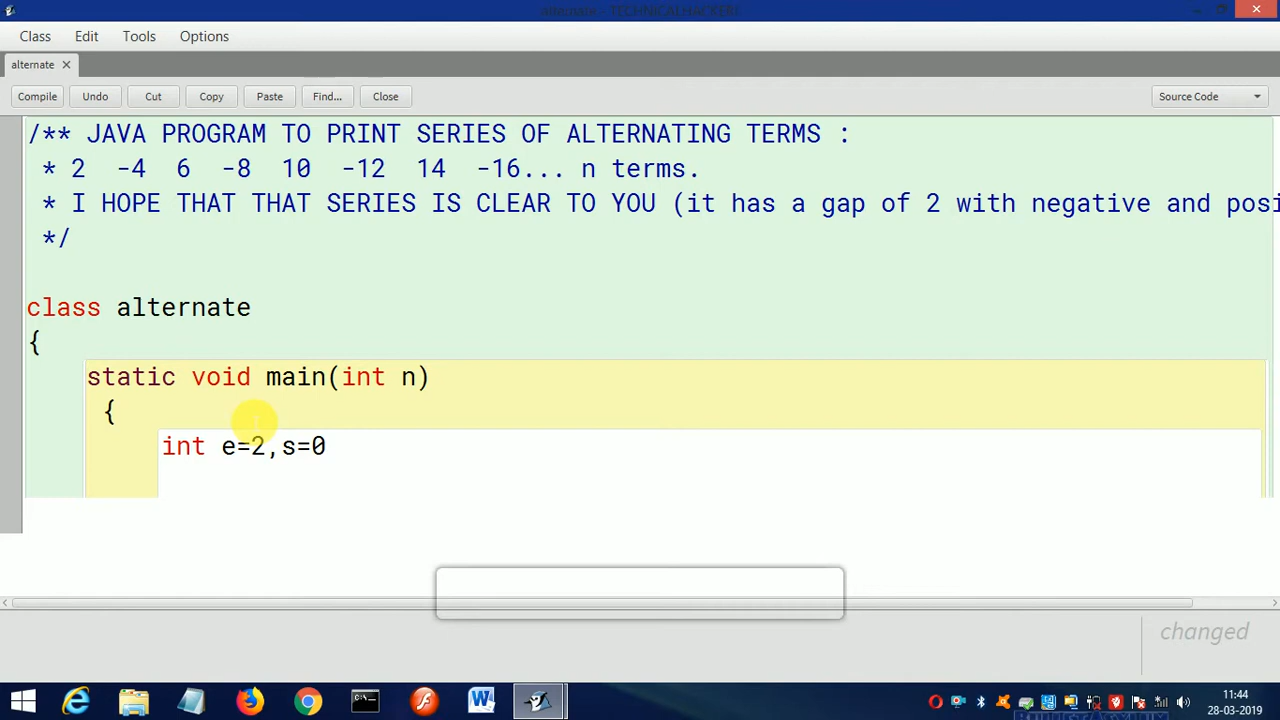 alternate - TECHNICALHACKER01
Class Edit Tools Options
alternate ×
Compile Undo Cut Copy Paste Find... Close Source Code
/** JAVA PROGRAM TO PRINT SERIES OF ALTERNATING TERMS :
* 2 -4 6 -8 10 -12 14 -16... n terms.
* I HOPE THAT THAT SERIES IS CLEAR TO YOU (it has a gap of 2 with negative and posi
*/
class alternate
{
static void main(int n)
{
int e=2,s=0
changed
11:44
28-03-2019